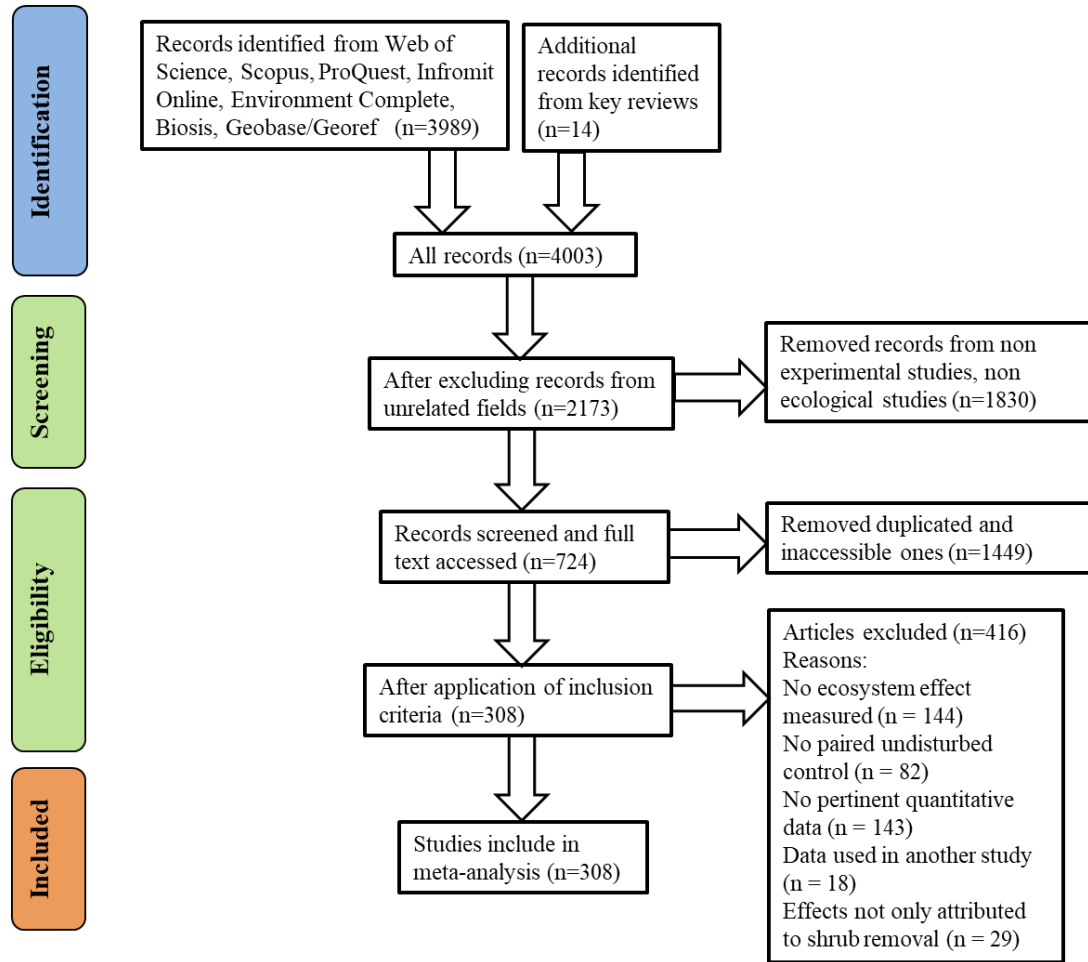 Identification
Records identified from Web of
Science, Scopus, ProQuest, Infromit
Online, Environment Complete,
Biosis, Geobase/Georef (n=3989)
Additional
records identified
from key reviews
(n=14)
All records (n=4003)
Screening
After excluding records from
unrelated fields (n=2173)
Removed records from non
experimental studies, non
ecological studies (n=1830)
Eligibility
Records screened and full
text accessed (n=724)
Removed duplicated and
inaccessible ones (n=1449)
After application of inclusion
criteria (n=308)
Articles excluded (n=416)
Reasons:
No ecosystem effect
measured (n = 144)
No paired undisturbed
control (n = 82)
No pertinent quantitative
data (n = 143)
Data used in another study
(n = 18)
Effects not only attributed
to shrub removal (n = 29)
Included
Studies include in
meta-analysis (n=308)